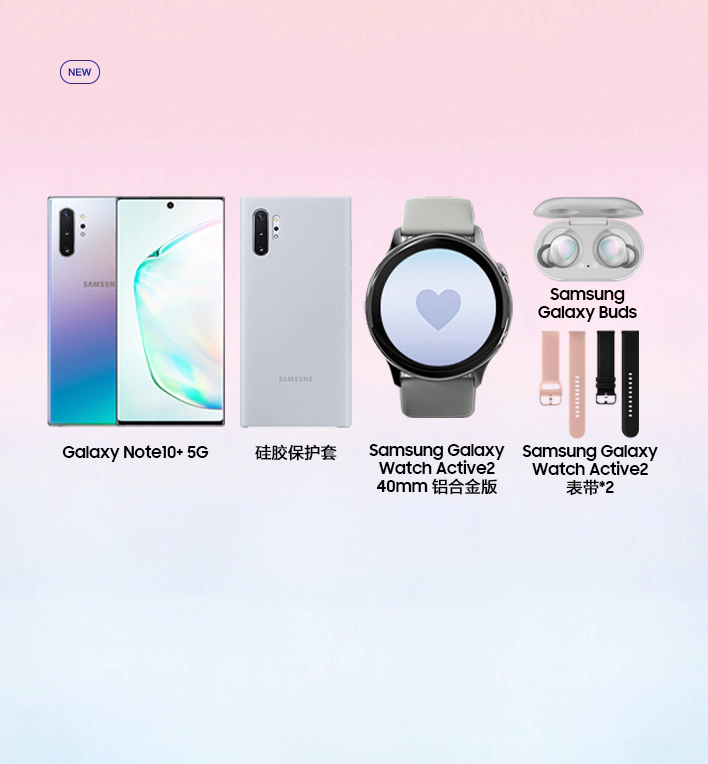 NEW
SAMSUNG
SAMSUNG
Samsung
Galaxy Buds
Galaxy Note10+ 5G
硅胶保护套
Samsung Galaxy
Watch Active2
40mm 铝合金版
Samsung Galaxy
Watch Active2
表带*2